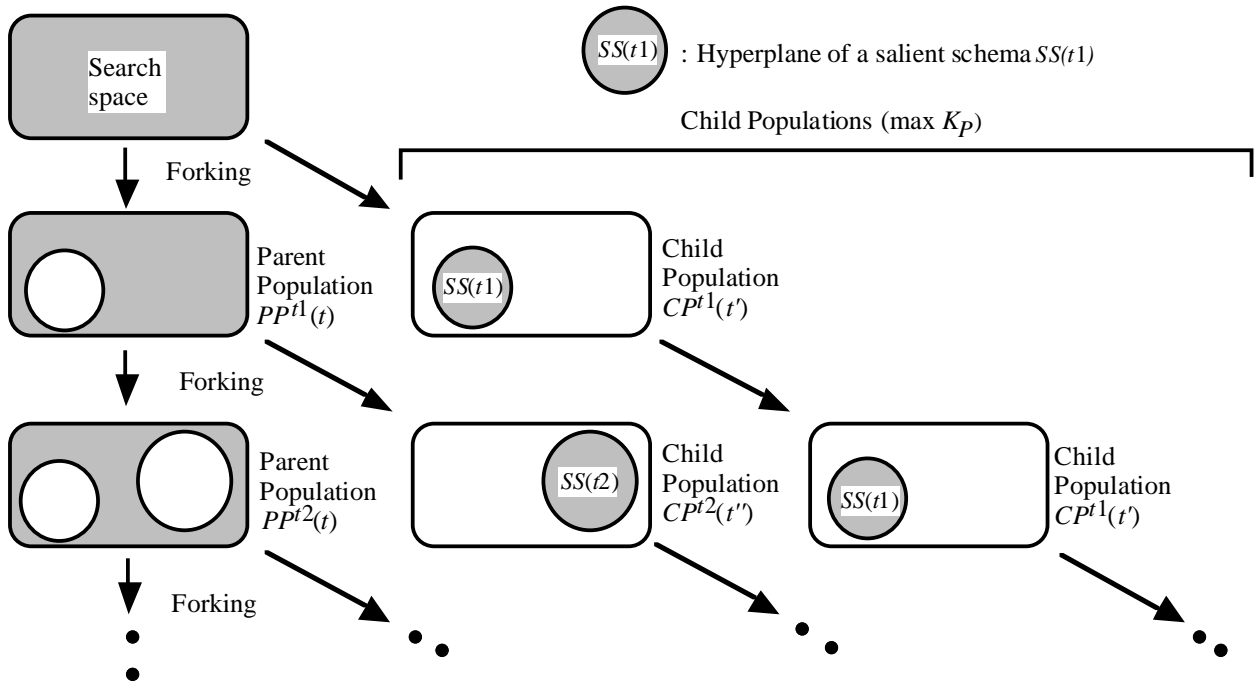 Search
space
SS(t1)
: Hyperplane of a salient schema SS(t1)
Child Populations (max K_P)
Forking
Parent
Population
PP^t1(t)
SS(t1)
Child
Population
CP^t1(t')
Forking
Parent
Population
PP^t2(t)
SS(t2)
Child
Population
CP^t2(t'')
SS(t1)
Child
Population
CP^t1(t')
Forking